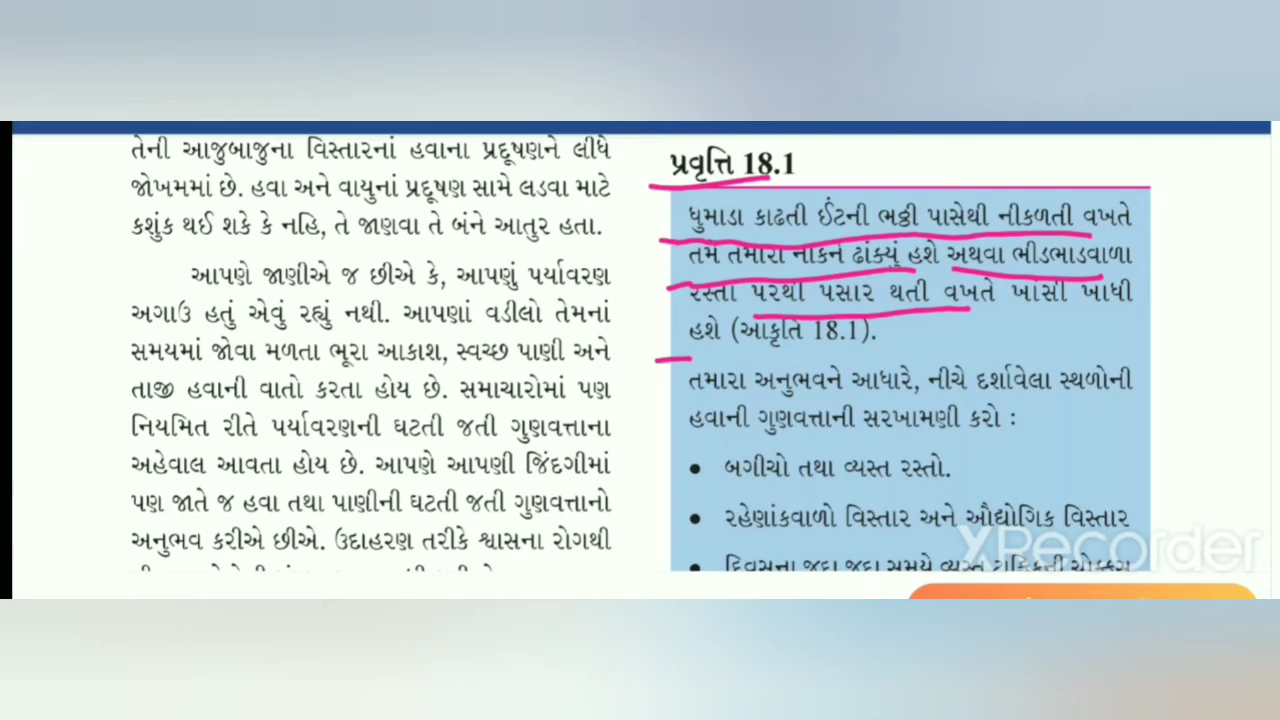 તેની આજુબાજુના વિસ્તારનાં હવાના પ્રદૂષણને લીધે
જોખમમાં છે. હવા અને વાયુનાં પ્રદૂષણ સામે લડવા માટે
કશુંક થઈ શકે કે નહિ, તે જાણવા તે બંને આતુર હતા.
આપણે જાણીએ જ છીએ કે, આપણું પર્યાવરણ
અગાઉ હતું એવું રહ્યું નથી. આપણાં વડીલો તેમનાં
સમયમાં જોવા મળતા ભૂરા આકાશ, સ્વચ્છ પાણી અને
તાજી હવાની વાતો કરતા હોય છે. સમાચારોમાં પણ
નિયમિત રીતે પર્યાવરણની ઘટતી જતી ગુણવત્તાના
અહેવાલ આવતા હોય છે. આપણે આપણી જિંદગીમાં
પણ જાતે જ હવા તથા પાણીની ઘટતી જતી ગુણવત્તાનો
અનુભવ કરીએ છીએ. ઉદાહરણ તરીકે શ્વાસના રોગથી
પ્રવૃત્તિ 18.1
ધુમાડા કાઢતી ઈંટની ભઠ્ઠી પાસેથી નીકળતી વખતે
તમે તમારા નાકને ઢાંક્યું હશે અથવા ભીડભાડવાળા
રસ્તા પરથી પસાર થતી વખતે ખાંસી ખાધી
હશે (આકૃતિ 18.1).
તમારા અનુભવને આધારે, નીચે દર્શાવેલા સ્થળોની
હવાની ગુણવત્તાની સરખામણી કરો :
• બગીચો તથા વ્યસ્ત રસ્તો.
• રહેણાંકવાળો વિસ્તાર અને ઔદ્યોગિક વિસ્તાર
• દિવસના જુદા જુદા સમયે વ્યસ્ત ટ્રાફિકની ચોક્કસ
XRecorder